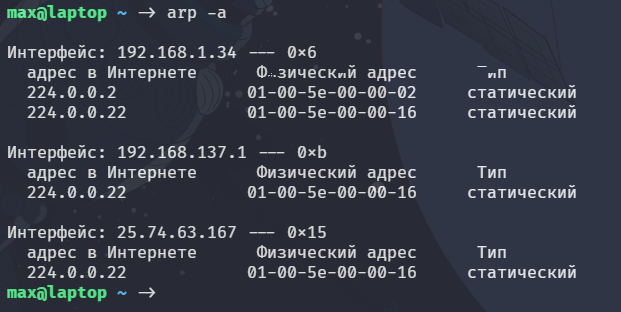 max@laptop ~ -> arp -a
Интерфейс: 192.168.1.34 --- 0x6
адрес в Интернете Физический адрес Тип
224.0.0.2 01-00-5e-00-00-02 статический
224.0.0.22 01-00-5e-00-00-16 статический
Интерфейс: 192.168.137.1 --- 0xb
адрес в Интернете Физический адрес Тип
224.0.0.22 01-00-5e-00-00-16 статический
Интерфейс: 25.74.63.167 --- 0x15
адрес в Интернете Физический адрес Тип
224.0.0.22 01-00-5e-00-00-16 статический
max@laptop ~ ->